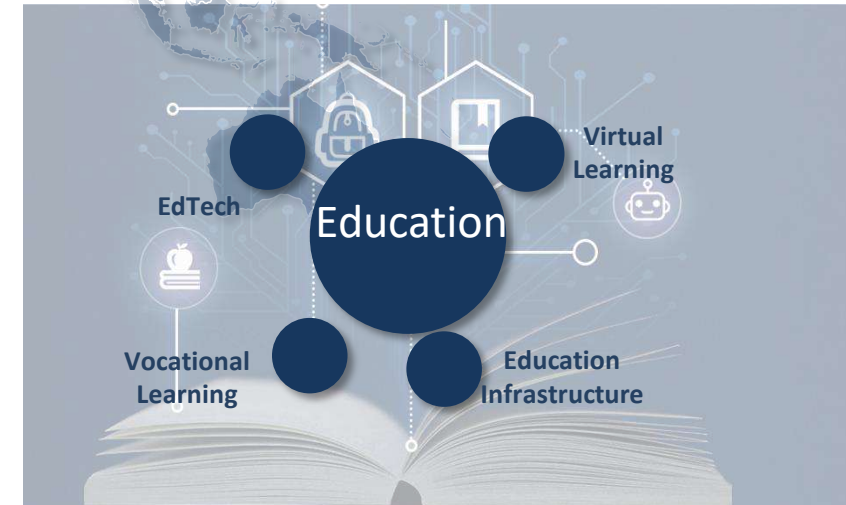 Virtual
Learning
EdTech
Education
Vocational
Learning
Education
Infrastructure